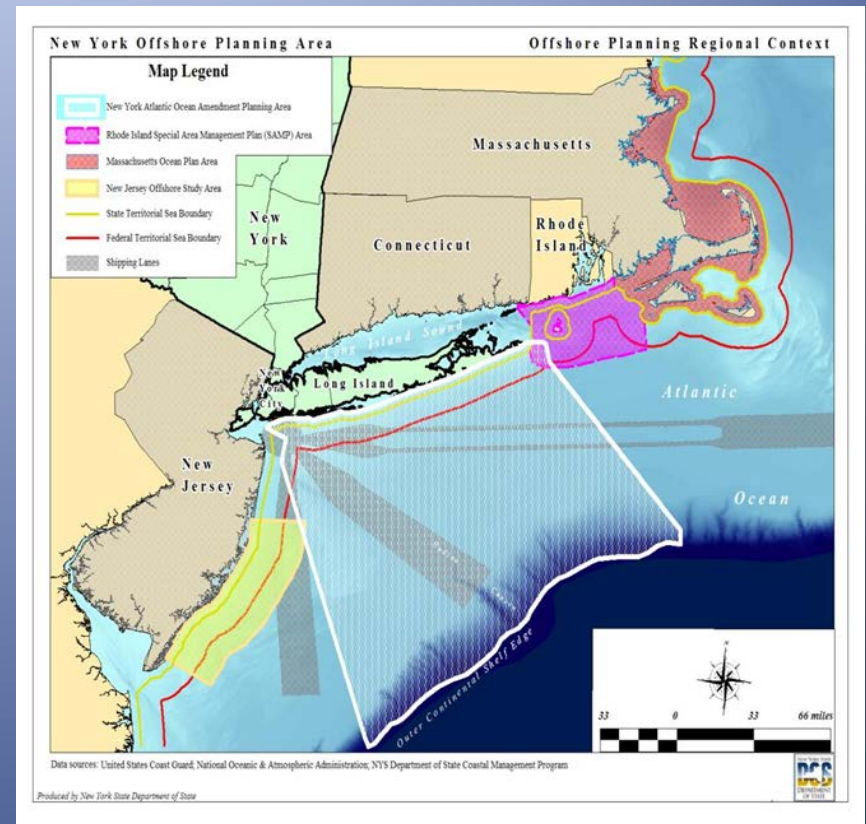 New York Offshore Planning Area
Offshore Planning Regional Context
Map Legend
New York Atlantic Ocean Amendment Planning Area
Rhode Island Special Area Management Plan (SAMP) Area
Massachusetts Ocean Plan Area
New Jersey Offshore Study Area
State Territorial Sea Boundary
Federal Territorial Sea Boundary
Shipping Lanes
Massachusetts
New
York
Connecticut
Rhode
Island
Long Island Sound
New
York
City
Long Island
Atlantic
New
Jersey
Ocean
Outer Continental Shelf Edge
N
33 0 33 66 miles
Data sources: United States Coast Guard; National Oceanic & Atmospheric Administration; NYS Department of State Coastal Management Program
DEPARTMENT
OF STATE
Produced by New York State Department of State